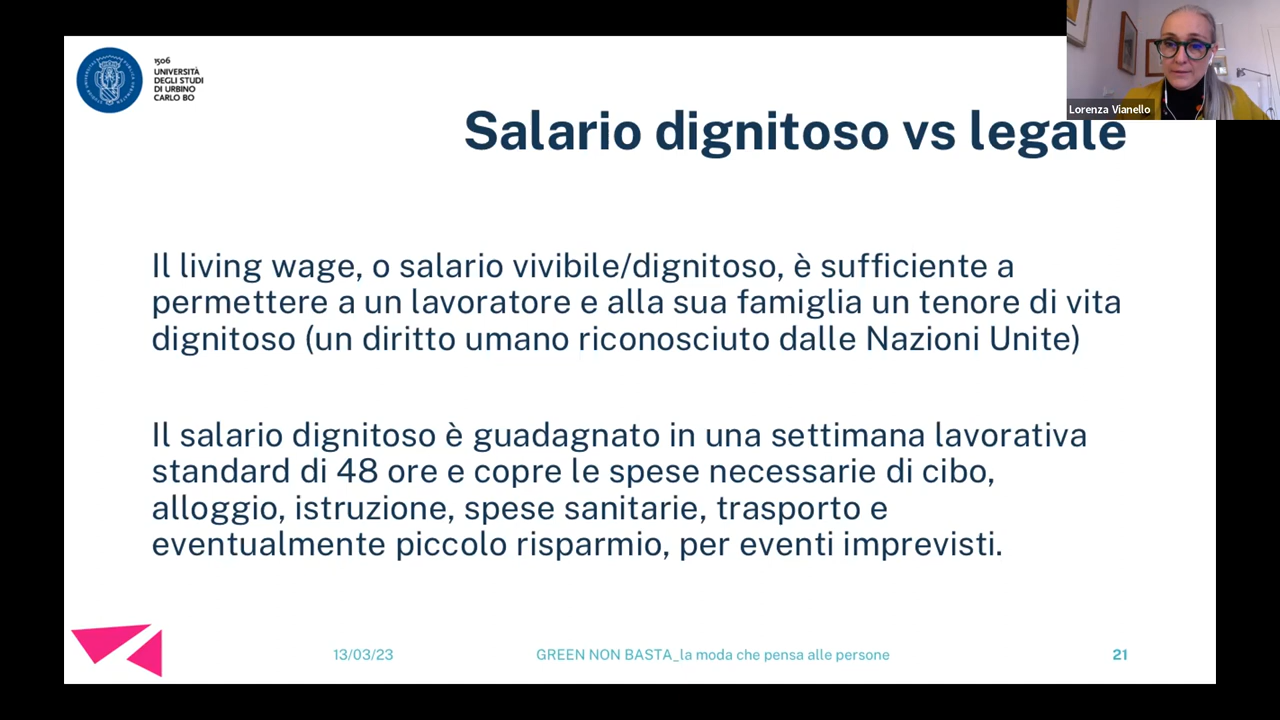 1506
UNIVERSITÀ
DEGLI STUDI
DI URBINO
CARLO BO
Lorenza Vianello
Salario dignitoso vs legale
Il living wage, o salario vivibile/dignitoso, è sufficiente a
permettere a un lavoratore e alla sua famiglia un tenore di vita
dignitoso (un diritto umano riconosciuto dalle Nazioni Unite)
Il salario dignitoso è guadagnato in una settimana lavorativa
standard di 48 ore e copre le spese necessarie di cibo,
alloggio, istruzione, spese sanitarie, trasporto e
eventualmente piccolo risparmio, per eventi imprevisti.
13/03/23
GREEN NON BASTA_la moda che pensa alle persone
21